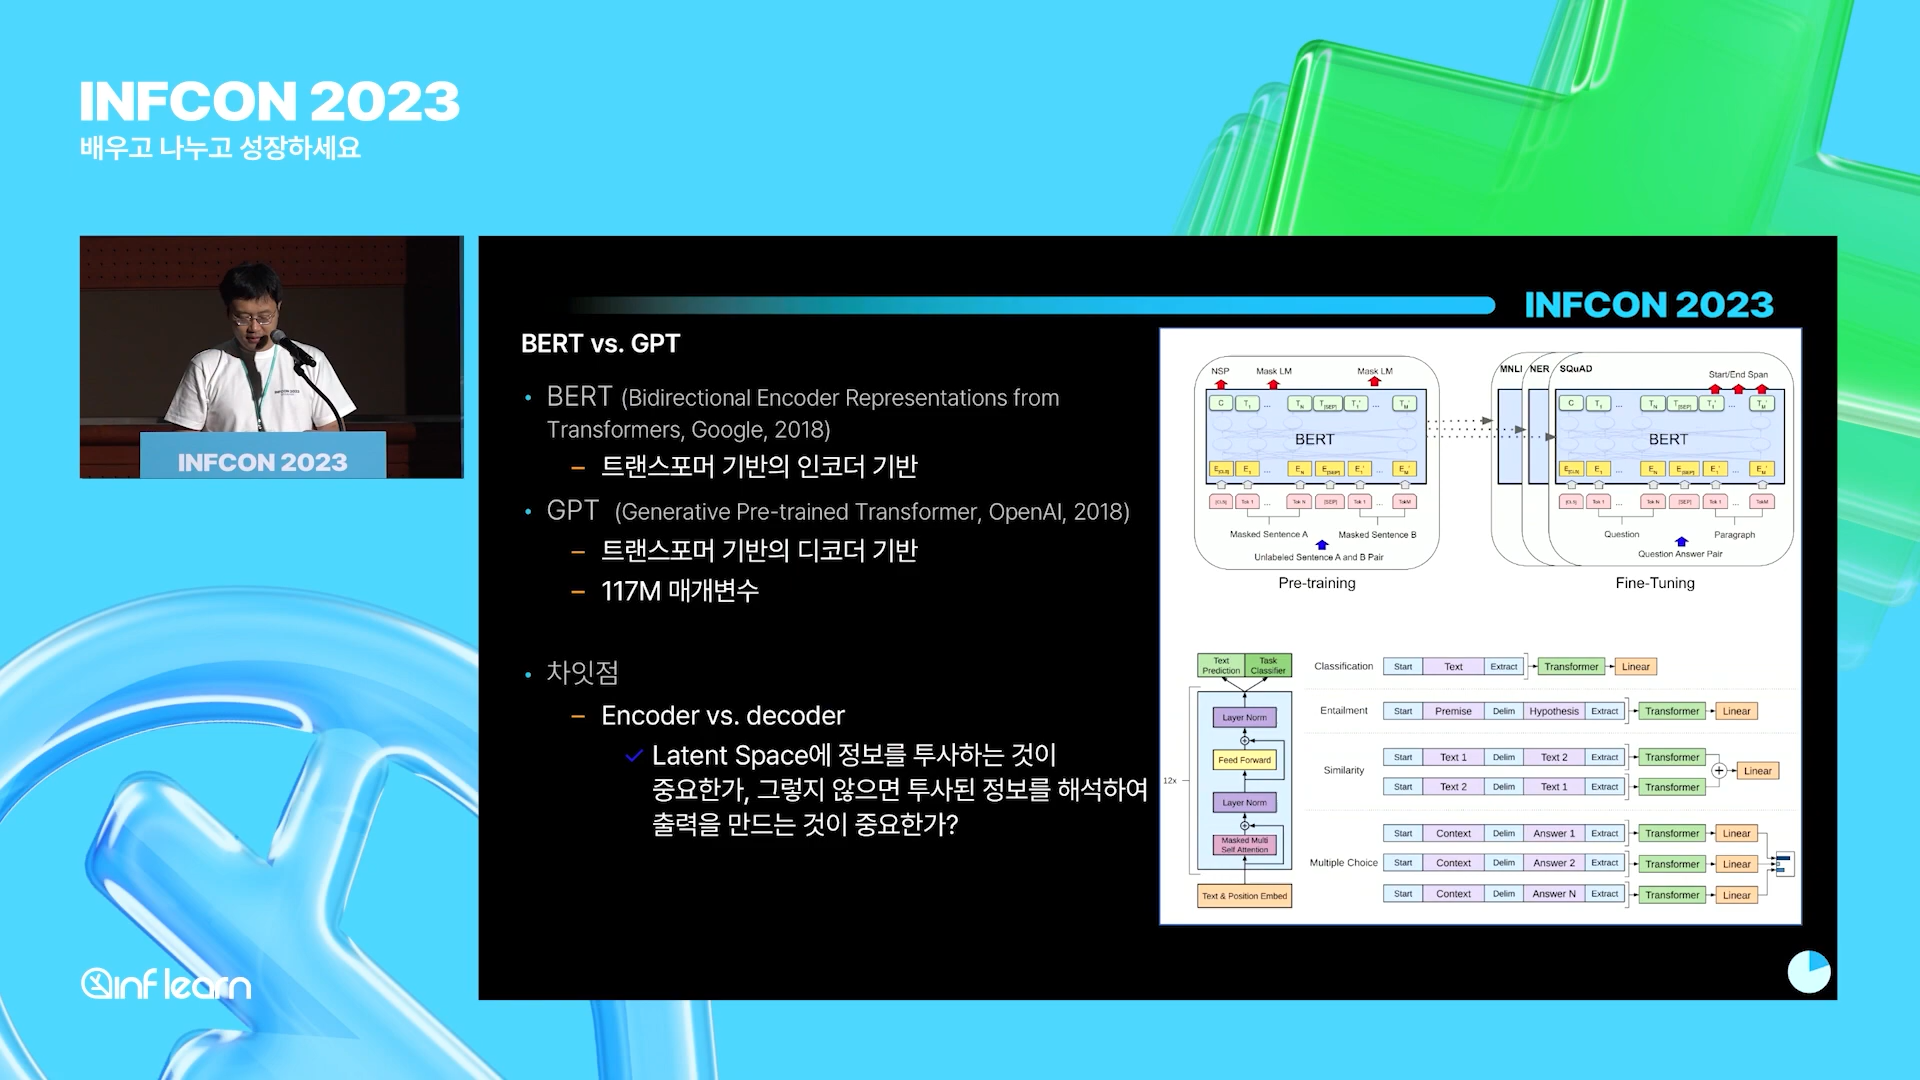 INFCON 2023
배우고 나누고 성장하세요
INFCON 2023
inflearn
INFCON 2023
BERT vs. GPT
• BERT (Bidirectional Encoder Representations from
Transformers, Google, 2018)
– 트랜스포머 기반의 인코더 기반
• GPT (Generative Pre-trained Transformer, OpenAI, 2018)
– 트랜스포머 기반의 디코더 기반
– 117M 매개변수
• 차잇점
– Encoder vs. decoder
✓ Latent Space에 정보를 투사하는 것이
중요한가, 그렇지 않으면 투사된 정보를 해석하여
출력을 만드는 것이 중요한가?
NSP Mask LM Mask LM
C T1 ... TN T[SEP] T1' ... TM'
BERT
E[CLS] E1 ... EN E[SEP] E1' ... EM'
[CLS] Tok 1 ... Tok N [SEP] Tok 1 ... TokM
Masked Sentence A Masked Sentence B
Unlabeled Sentence A and B Pair
Pre-training
MNLI NER SQuAD
Start/End Span
C T1 ... TN T[SEP] T1' ... TM'
BERT
E[CLS] E1 ... EN E[SEP] E1' ... EM'
[CLS] Tok 1 ... Tok N [SEP] Tok 1 ... TokM
Question Paragraph
Question Answer Pair
Fine-Tuning
Text Prediction Task Classifier
Layer Norm
+
Feed Forward
12x
Layer Norm
+
Masked Multi Self Attention
Text & Position Embed
Classification Start Text Extract Transformer Linear
Entailment Start Premise Delim Hypothesis Extract Transformer Linear
Similarity
Start Text 1 Delim Text 2 Extract Transformer
+ Linear
Start Text 2 Delim Text 1 Extract Transformer
Multiple Choice
Start Context Delim Answer 1 Extract Transformer Linear
Start Context Delim Answer 2 Extract Transformer Linear
Start Context Delim Answer N Extract Transformer Linear